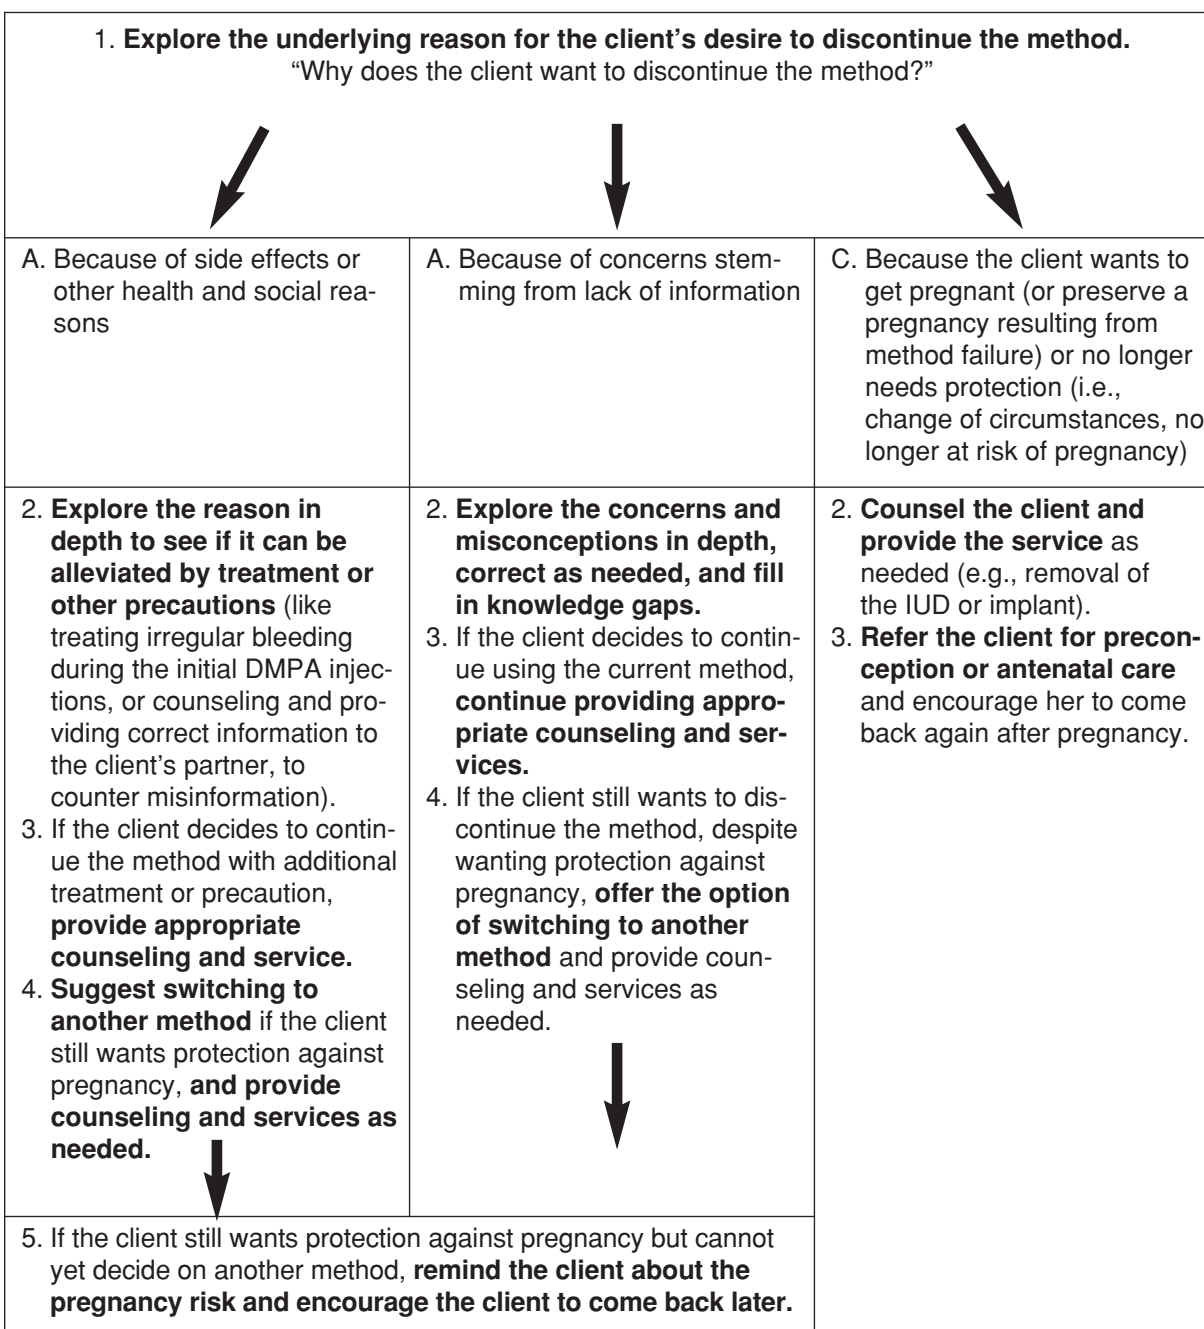 1. Explore the underlying reason for the client’s desire to discontinue the method.
“Why does the client want to discontinue the method?”
A. Because of side effects or
other health and social rea-
sons
A. Because of concerns stem-
ming from lack of information
C. Because the client wants to
get pregnant (or preserve a
pregnancy resulting from
method failure) or no longer
needs protection (i.e.,
change of circumstances, no
longer at risk of pregnancy)
2. Explore the reason in
depth to see if it can be
alleviated by treatment or
other precautions (like
treating irregular bleeding
during the initial DMPA injec-
tions, or counseling and pro-
viding correct information to
the client’s partner, to
counter misinformation).
3. If the client decides to contin-
ue the method with additional
treatment or precaution,
provide appropriate
counseling and service.
4. Suggest switching to
another method if the client
still wants protection against
pregnancy, and provide
counseling and services as
needed.
2. Explore the concerns and
misconceptions in depth,
correct as needed, and fill
in knowledge gaps.
3. If the client decides to contin-
ue using the current method,
continue providing appro-
priate counseling and ser-
vices.
4. If the client still wants to dis-
continue the method, despite
wanting protection against
pregnancy, offer the option
of switching to another
method and provide coun-
seling and services as
needed.
2. Counsel the client and
provide the service as
needed (e.g., removal of
the IUD or implant).
3. Refer the client for precon-
ception or antenatal care
and encourage her to come
back again after pregnancy.
5. If the client still wants protection against pregnancy but cannot
yet decide on another method, remind the client about the
pregnancy risk and encourage the client to come back later.